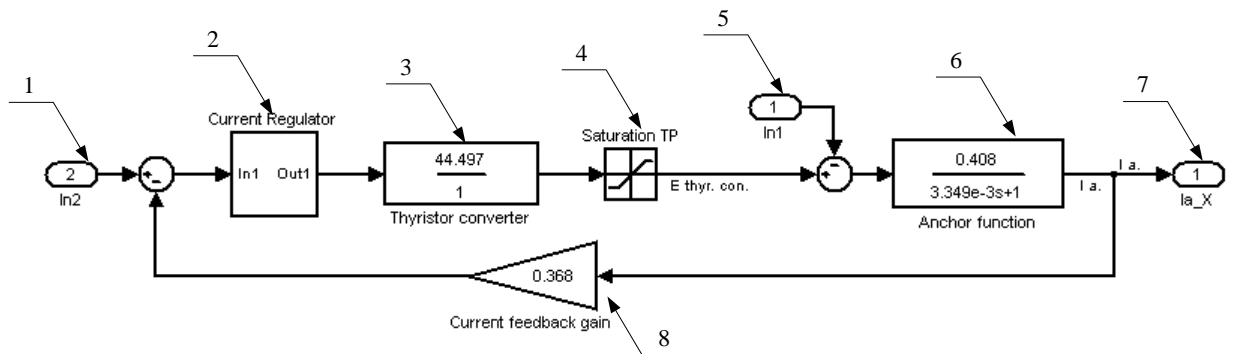 1
2
3
4
5
6
7
8
2
In2
+
-
Current Regulator
In1 Out1
44.497
1
Thyristor converter
Saturation TP
E thyr. con.
1
In1
-
+
0.408
3.349e-3s+1
Anchor function
I a.
I a.
1
Ia_X
0.368
Current feedback gain